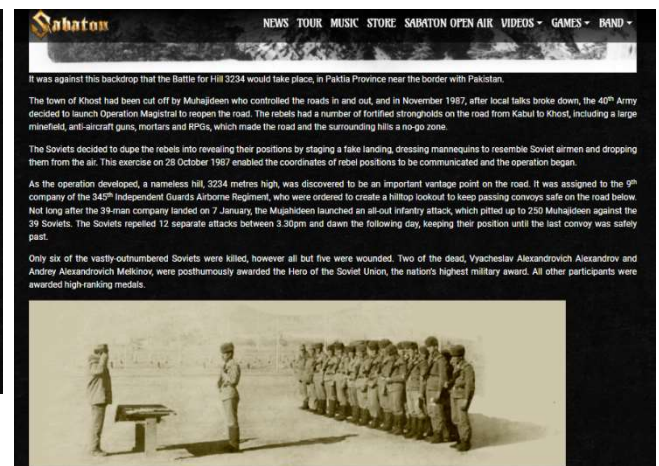 Sabaton
NEWS TOUR MUSIC STORE SABATON OPEN AIR VIDEOS GAMES BAND
It was against this backdrop that the Battle for Hill 3234 would take place, in Paktia Province near the border with Pakistan.
The town of Khost had been cut off by Muhajideen who controlled the roads in and out, and in November 1987, after local talks broke down, the 40th Army
decided to launch Operation Magistral to reopen the road. The rebels had a number of fortified strongholds on the road from Kabul to Khost, including a large
minefield, anti-aircraft guns, mortars and RPGs, which made the road and the surrounding hills a no-go zone.
The Soviets decided to dupe the rebels into revealing their positions by staging a fake landing, dressing mannequins to resemble Soviet airmen and dropping
them from the air. This exercise on 28 October 1987 enabled the coordinates of rebel positions to be communicated and the operation began.
As the operation developed, a nameless hill, 3234 metres high, was discovered to be an important vantage point on the road. It was assigned to the 9th
company of the 345th Independent Guards Airborne Regiment, who were ordered to create a hilltop lookout to keep passing convoys safe on the road below.
Not long after the 39-man company landed on 7 January, the Mujahideen launched an all-out infantry attack, which pitted up to 250 Muhajideen against the
39 Soviets. The Soviets repelled 12 separate attacks between 3.30pm and dawn the following day, keeping their position until the last convoy was safely
past.
Only six of the vastly-outnumbered Soviets were killed, however all but five were wounded. Two of the dead, Vyacheslav Alexandrovich Alexandrov and
Andrey Alexandrovich Melkinov, were posthumously awarded the Hero of the Soviet Union, the nation's highest military award. All other participants were
awarded high-ranking medals.